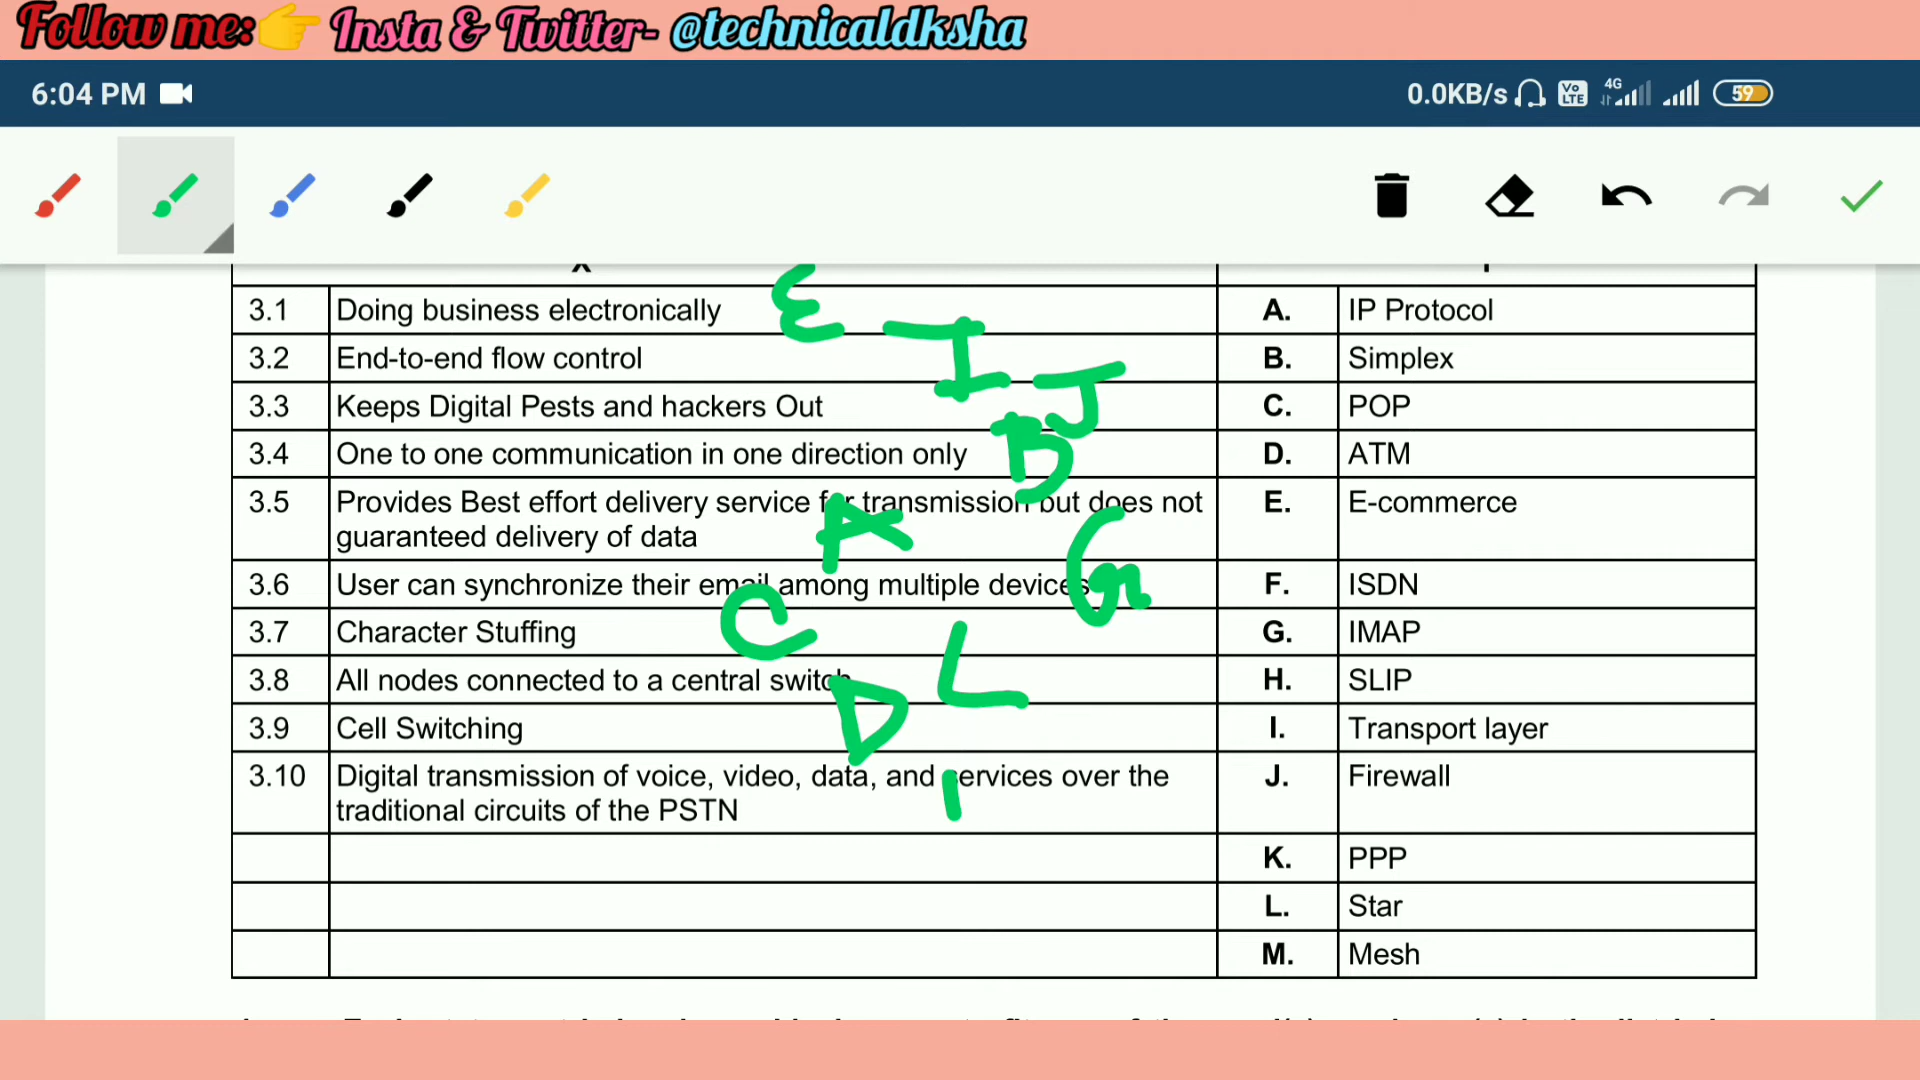 Follow me:👉 Insta & Twitter- @technicaldksha
6:04 PM 0.0KB/s Vo LTE 4G 59
3.1 Doing business electronically E A. IP Protocol
3.2 End-to-end flow control I B. Simplex
3.3 Keeps Digital Pests and hackers Out J C. POP
3.4 One to one communication in one direction only B D. ATM
3.5 Provides Best effort delivery service for transmission but does not E. E-commerce
guaranteed delivery of data A
3.6 User can synchronize their email among multiple devices G F. ISDN
3.7 Character Stuffing C G. IMAP
3.8 All nodes connected to a central switch L H. SLIP
3.9 Cell Switching D I. Transport layer
3.10 Digital transmission of voice, video, data, and services over the J. Firewall
traditional circuits of the PSTN
K. PPP
L. Star
M. Mesh